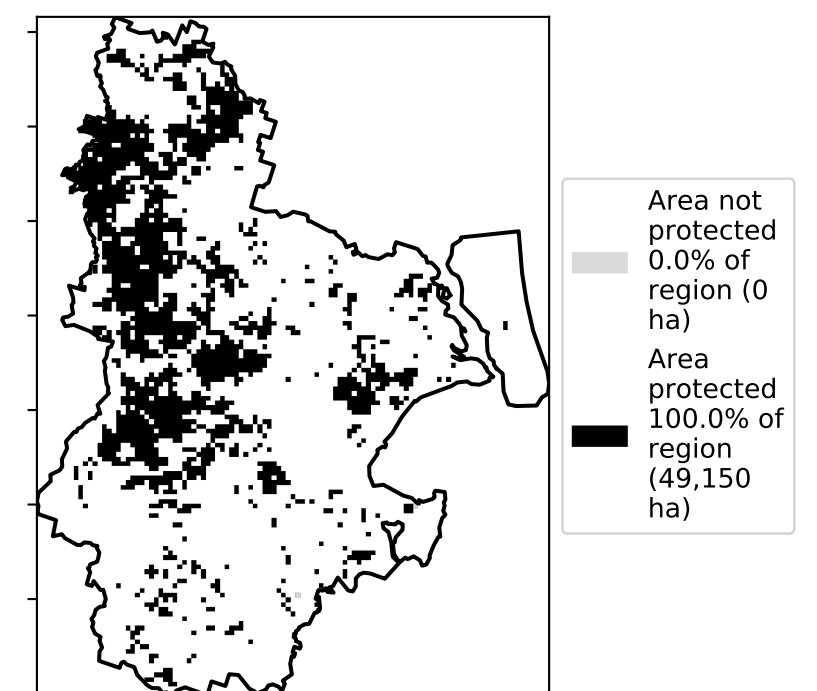 Area not
protected
0.0% of
region (0
ha)
Area
protected
100.0% of
region
(49,150
ha)